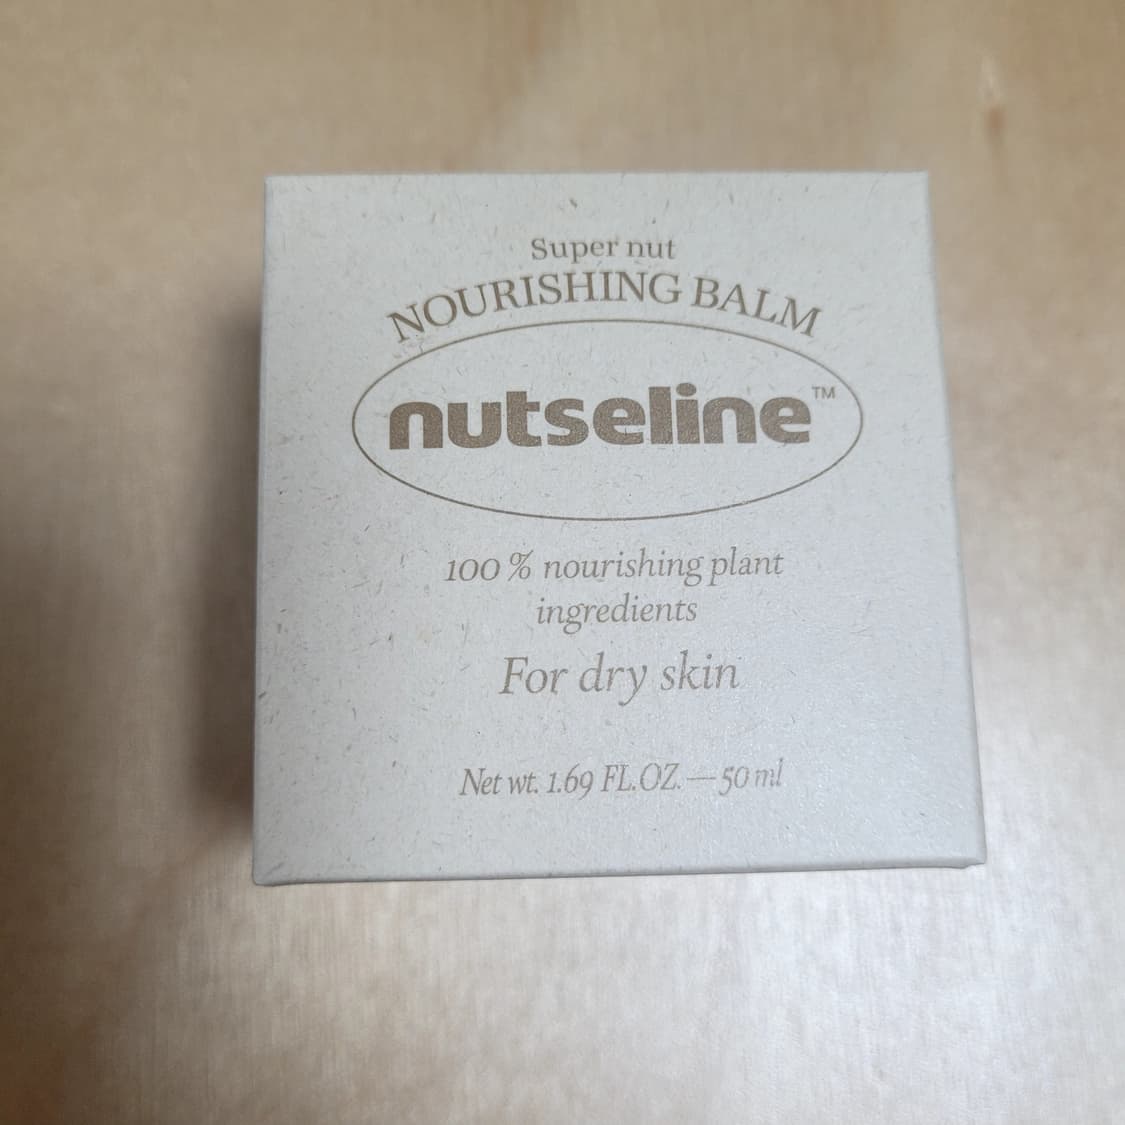 Super nut
NOURISHING BALM
nutseline™
100 % nourishing plant
ingredients
For dry skin
Net wt. 1.69 FL.OZ.—50 ml